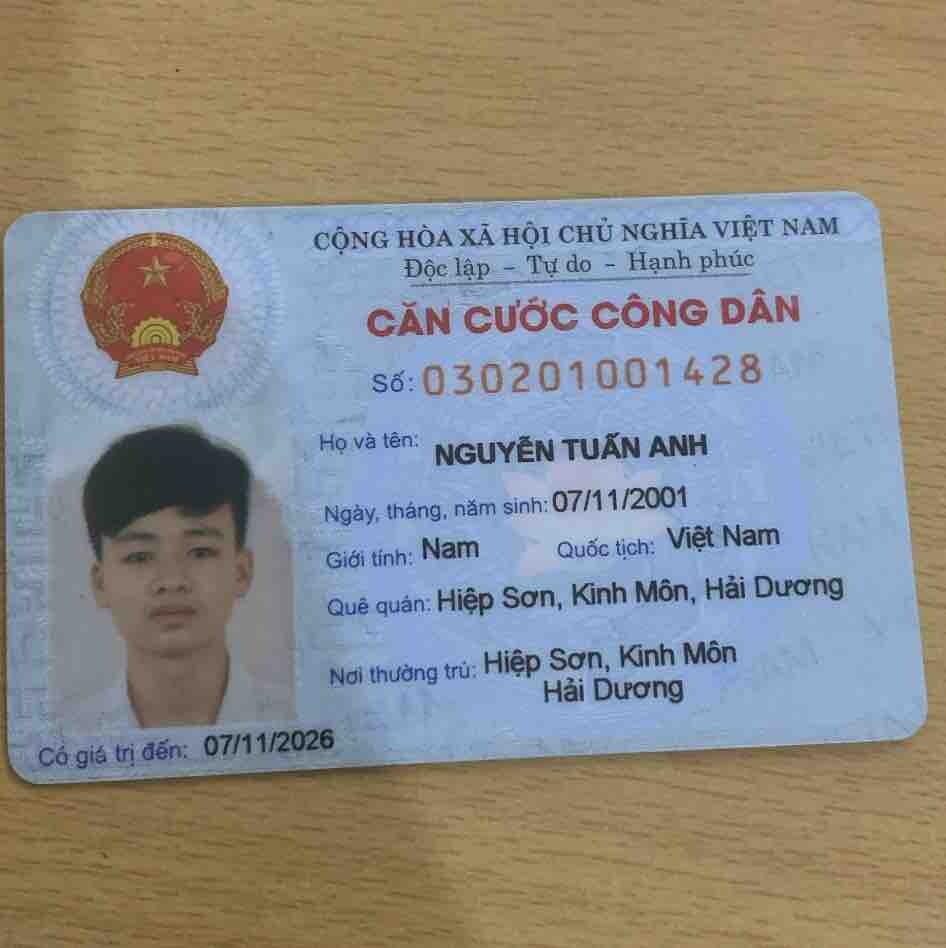 CỘNG HÒA XÃ HỘI CHỦ NGHĨA VIỆT NAM
Độc lập – Tự do – Hạnh phúc
CĂN CƯỚC CÔNG DÂN
Số: 030201001428
Họ và tên: NGUYỄN TUẤN ANH
Ngày, tháng, năm sinh: 07/11/2001
Giới tính: Nam Quốc tịch: Việt Nam
Quê quán: Hiệp Sơn, Kinh Môn, Hải Dương
Nơi thường trú: Hiệp Sơn, Kinh Môn
Hải Dương
Có giá trị đến: 07/11/2026